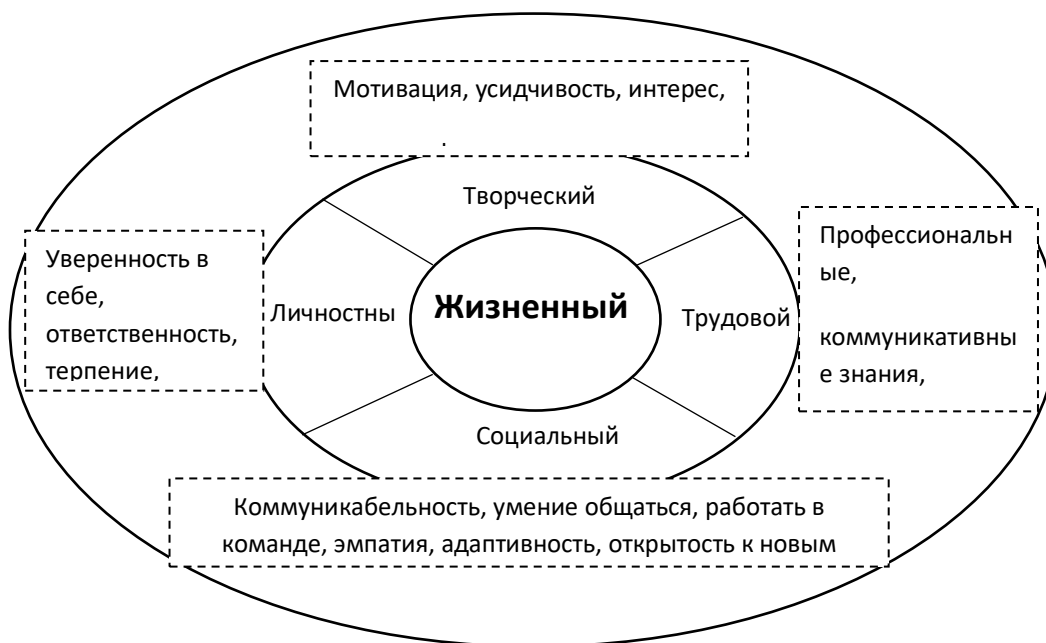 Мотивация, усидчивость, интерес,
.
Творческий
Уверенность в
себе,
ответственность,
терпение,
Личностны
Жизненный
Трудовой
Профессиональн
ые,
коммуникативны
е знания,
Социальный
Коммуникабельность, умение общаться, работать в
команде, эмпатия, адаптивность, открытость к новым